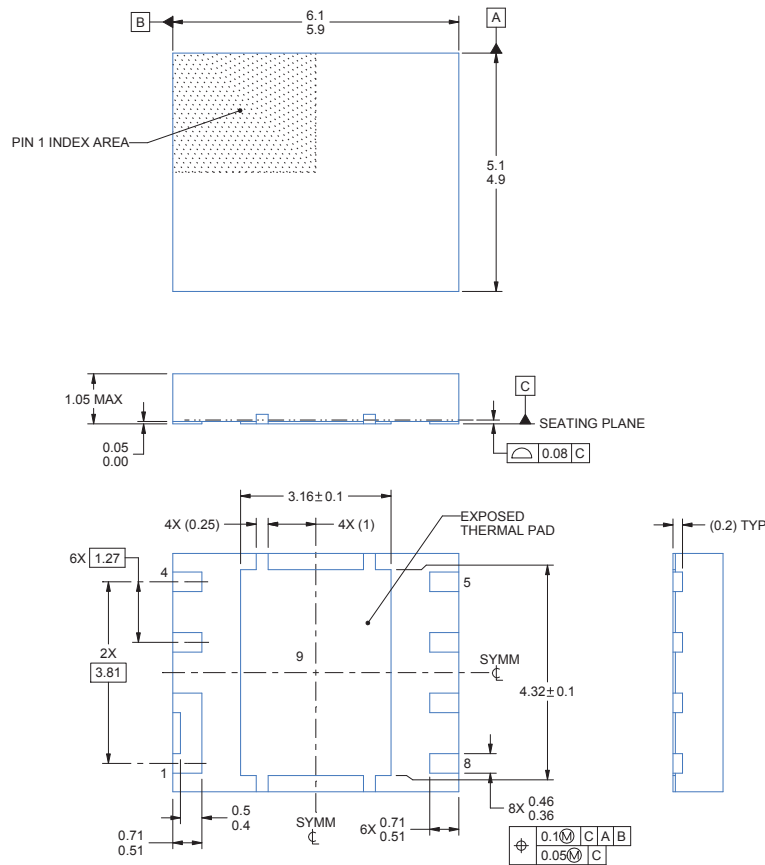 B
6.1
5.9
A
PIN 1 INDEX AREA
5.1
4.9
1.05 MAX
C
SEATING PLANE
0.05
0.00
⌓ 0.08 C
3.16±0.1
EXPOSED
THERMAL PAD
4X (0.25)
4X (1)
(0.2) TYP
6X 1.27
4
5
2X
3.81
9
SYMM
℄
4.32±0.1
1
8
0.5
0.4
0.71
0.51
SYMM
℄
6X 0.71
0.51
8X 0.46
0.36
⌖ 0.1Ⓜ C A B
0.05Ⓜ C